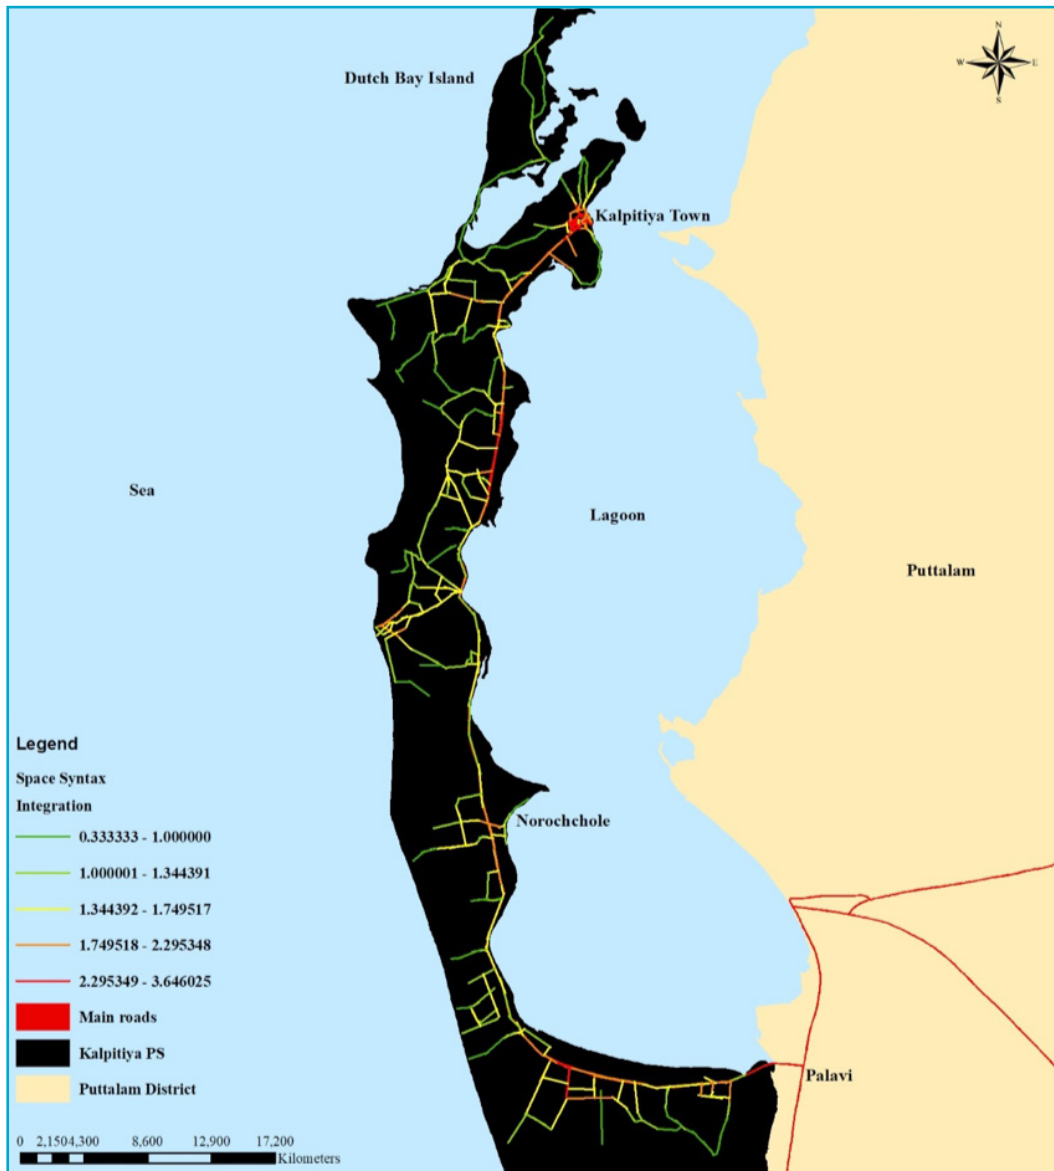 N
W E
S
Dutch Bay Island
Kalpitiya Town
Sea
Lagoon
Puttalam
Norochchole
Palavi
Legend
Space Syntax
Integration
0.333333 - 1.000000
1.000001 - 1.344391
1.344392 - 1.749517
1.749518 - 2.295348
2.295349 - 3.646025
Main roads
Kalpitiya PS
Puttalam District
0 2,1504,300 8,600 12,900 17,200
Kilometers